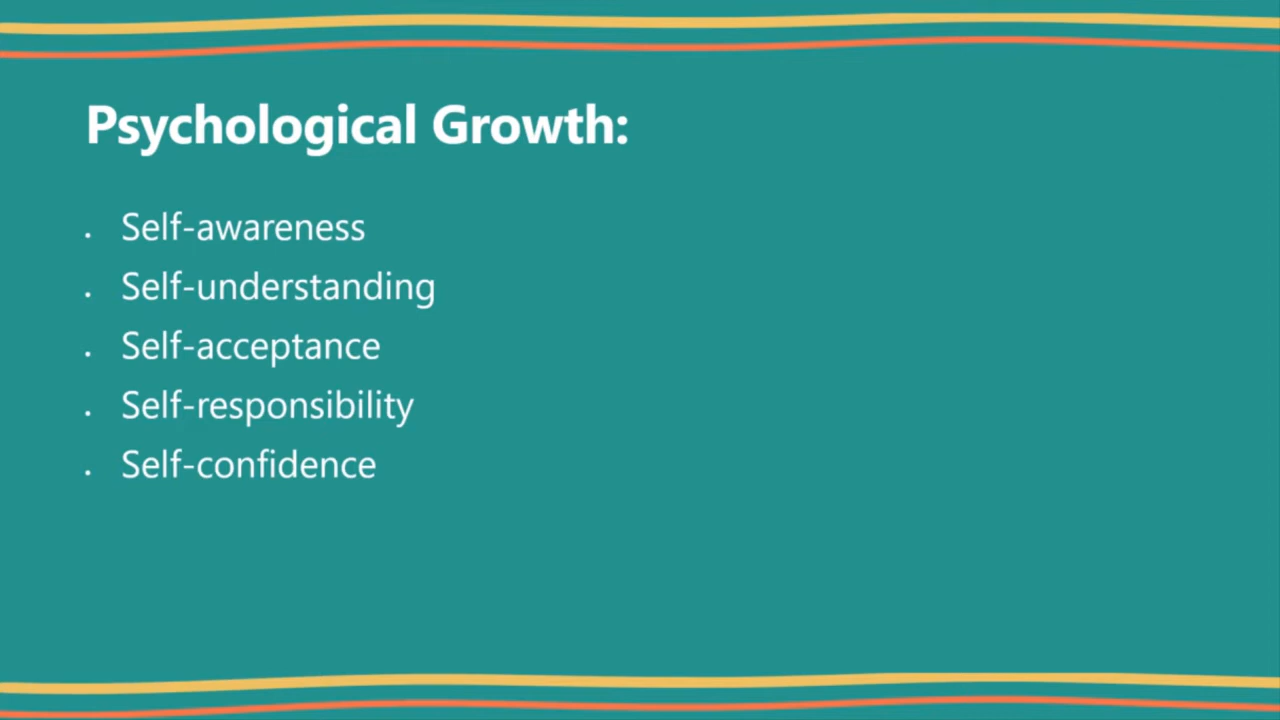 Psychological Growth:
. Self-awareness
. Self-understanding
. Self-acceptance
. Self-responsibility
. Self-confidence